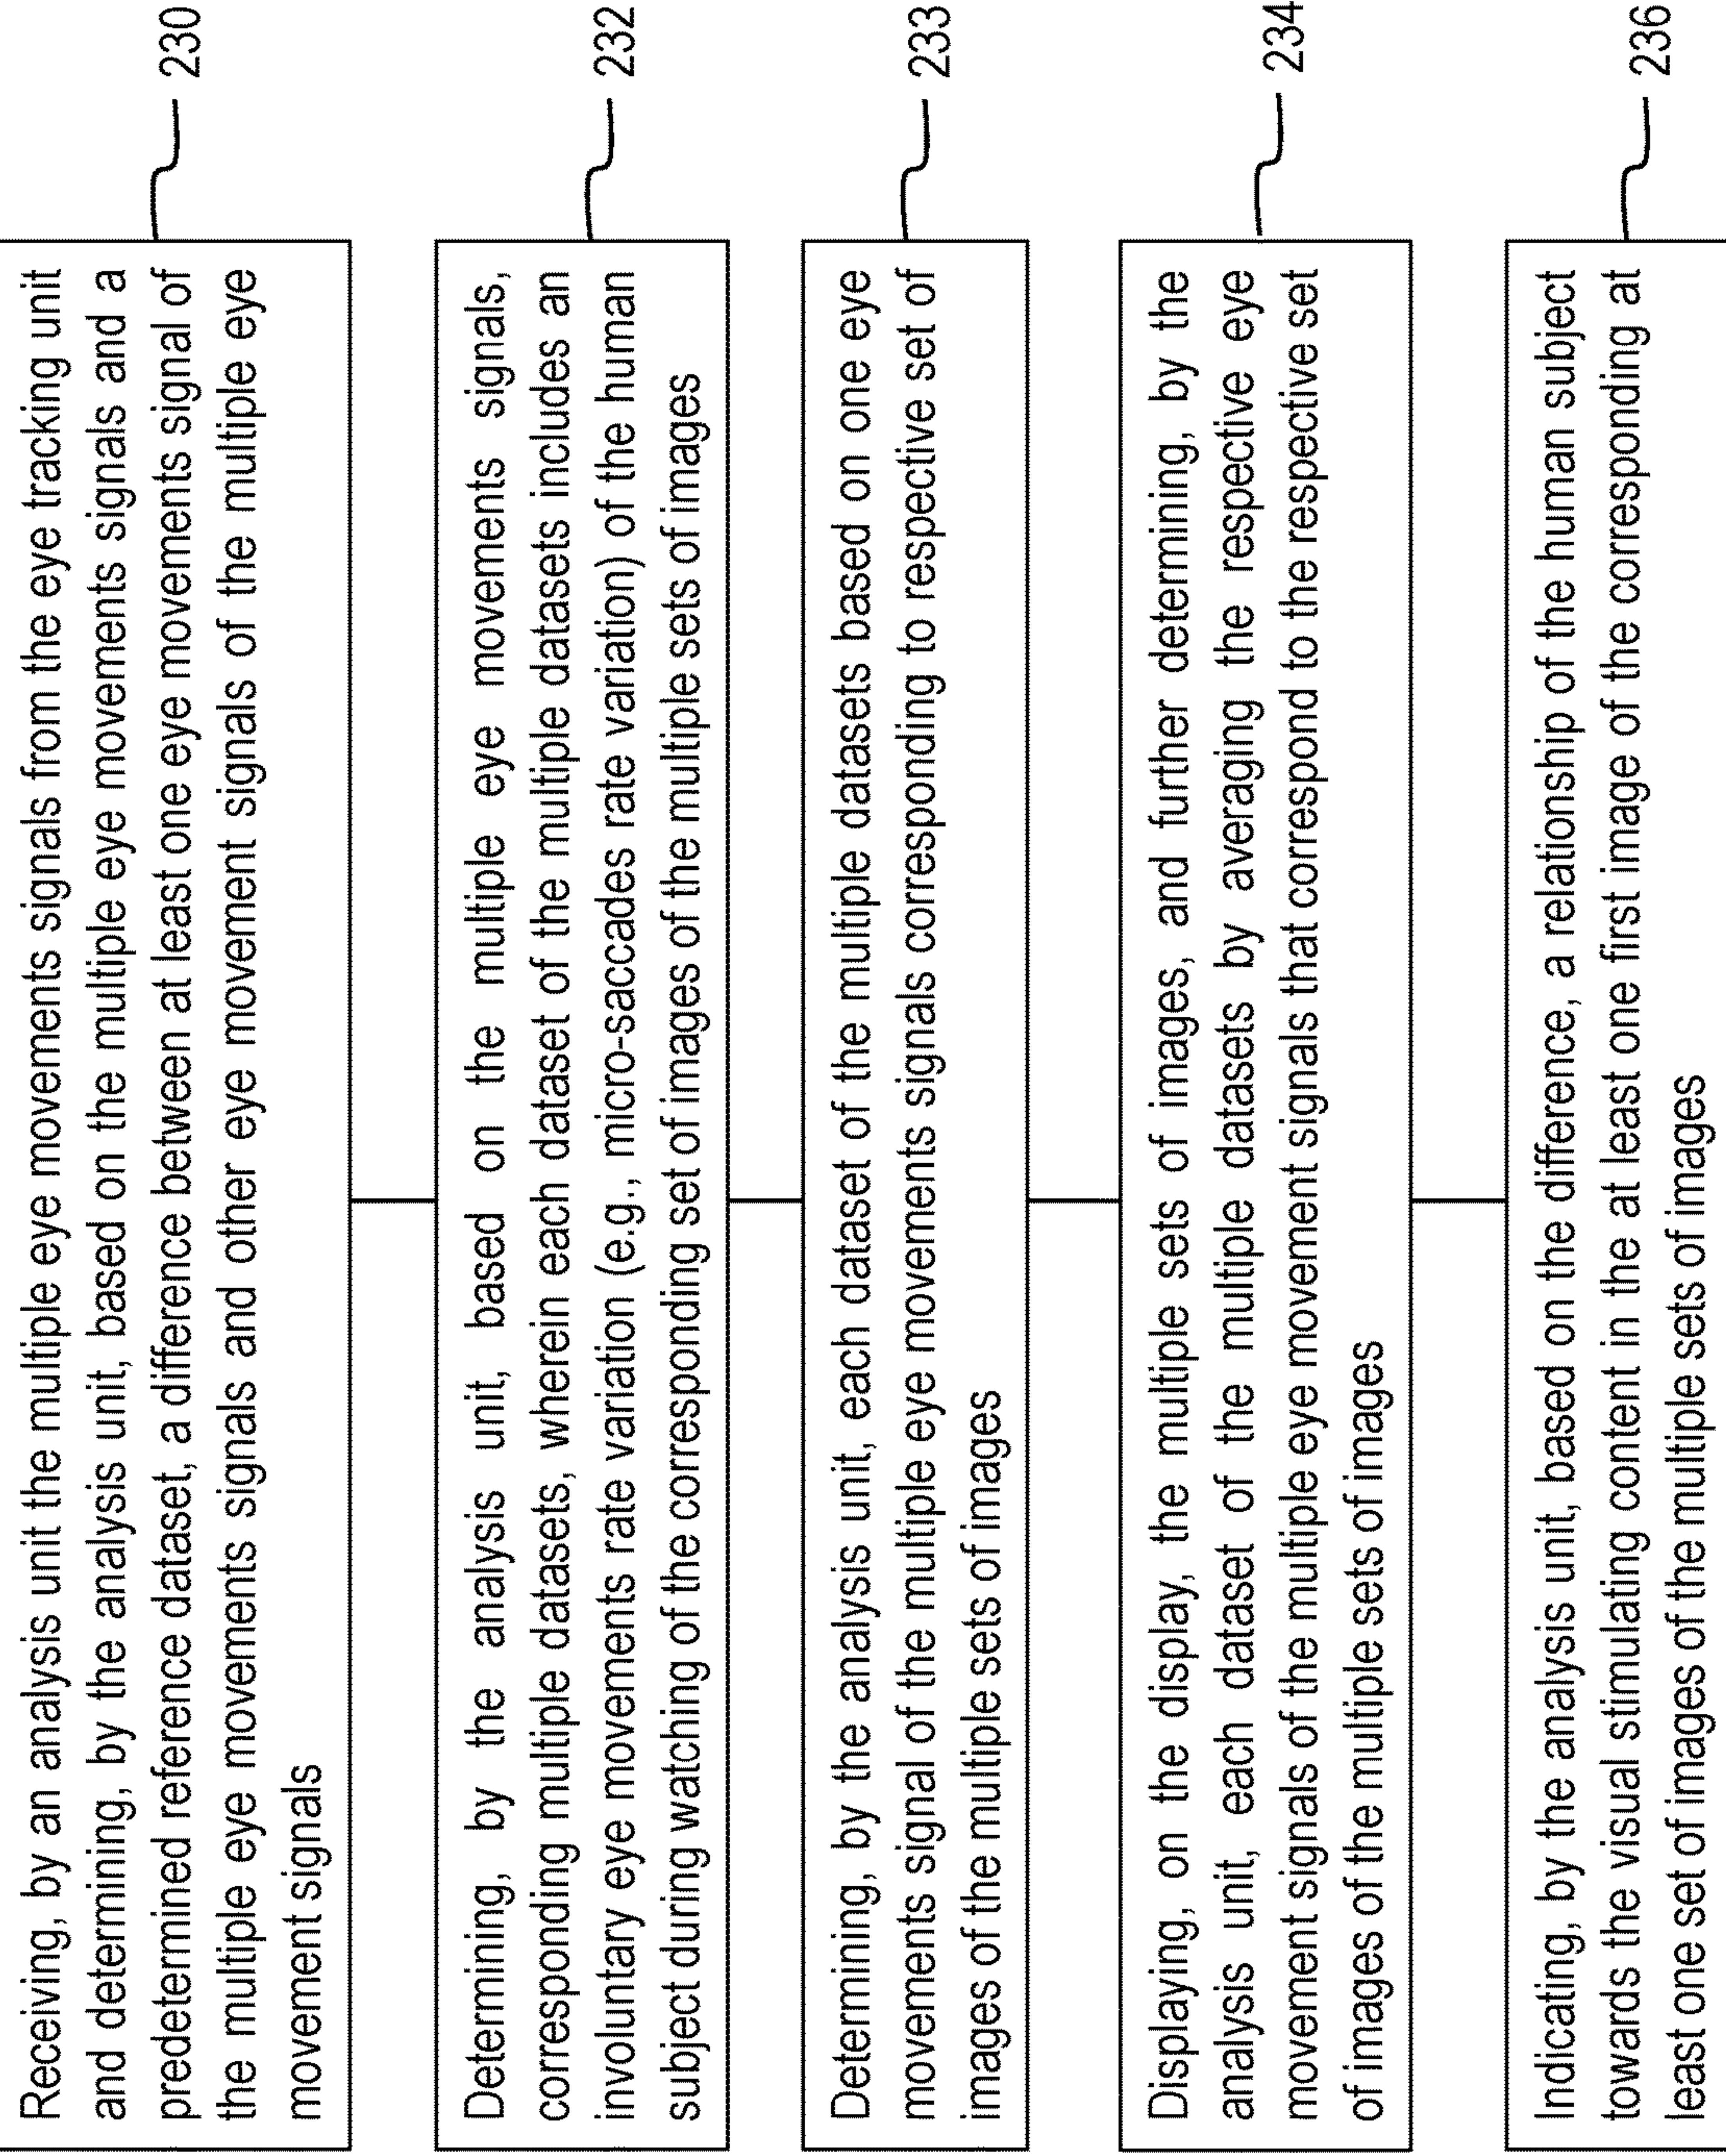 Receiving, by an analysis unit the multiple eye movements signals from the eye tracking unit
and determining, by the analysis unit, based on the multiple eye movements signals and a
predetermined reference dataset, a difference between at least one eye movements signal of
the multiple eye movements signals and other eye movement signals of the multiple eye
movement signals
230
Determining, by the analysis unit, based on the multiple eye movements signals,
corresponding multiple datasets, wherein each dataset of the multiple datasets includes an
involuntary eye movements rate variation (e.g., micro-saccades rate variation) of the human
subject during watching of the corresponding set of images of the multiple sets of images
232
Determining, by the analysis unit, each dataset of the multiple datasets based on one eye
movements signal of the multiple eye movements signals corresponding to respective set of
images of the multiple sets of images
233
Displaying, on the display, the multiple sets of images, and further determining, by the
analysis unit, each dataset of the multiple datasets by averaging the respective eye
movement signals of the multiple eye movement signals that correspond to the respective set
of images of the multiple sets of images
234
Indicating, by the analysis unit, based on the difference, a relationship of the human subject
towards the visual stimulating content in the at least one first image of the corresponding at
least one set of images of the multiple sets of images
236